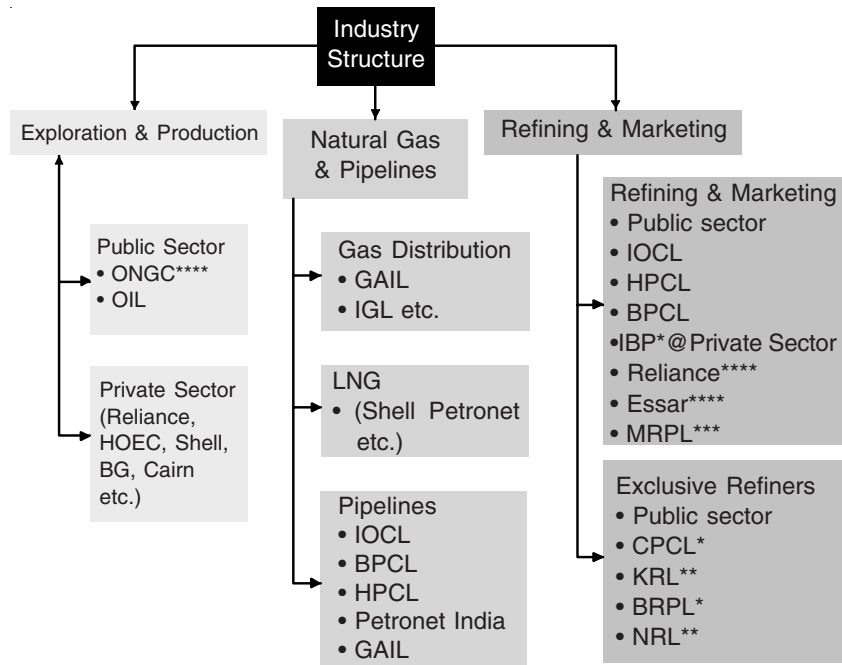 Industry
Structure
Exploration & Production
Public Sector
• ONGC****
• OIL
Private Sector
(Reliance,
HOEC, Shell,
BG, Cairn
etc.)
Natural Gas
& Pipelines
Gas Distribution
• GAIL
• IGL etc.
LNG
• (Shell Petronet
etc.)
Pipelines
• IOCL
• BPCL
• HPCL
• Petronet India
• GAIL
Refining & Marketing
Refining & Marketing
• Public sector
• IOCL
• HPCL
• BPCL
•IBP*@Private Sector
• Reliance****
• Essar****
• MRPL***
Exclusive Refiners
• Public sector
• CPCL*
• KRL**
• BRPL*
• NRL**